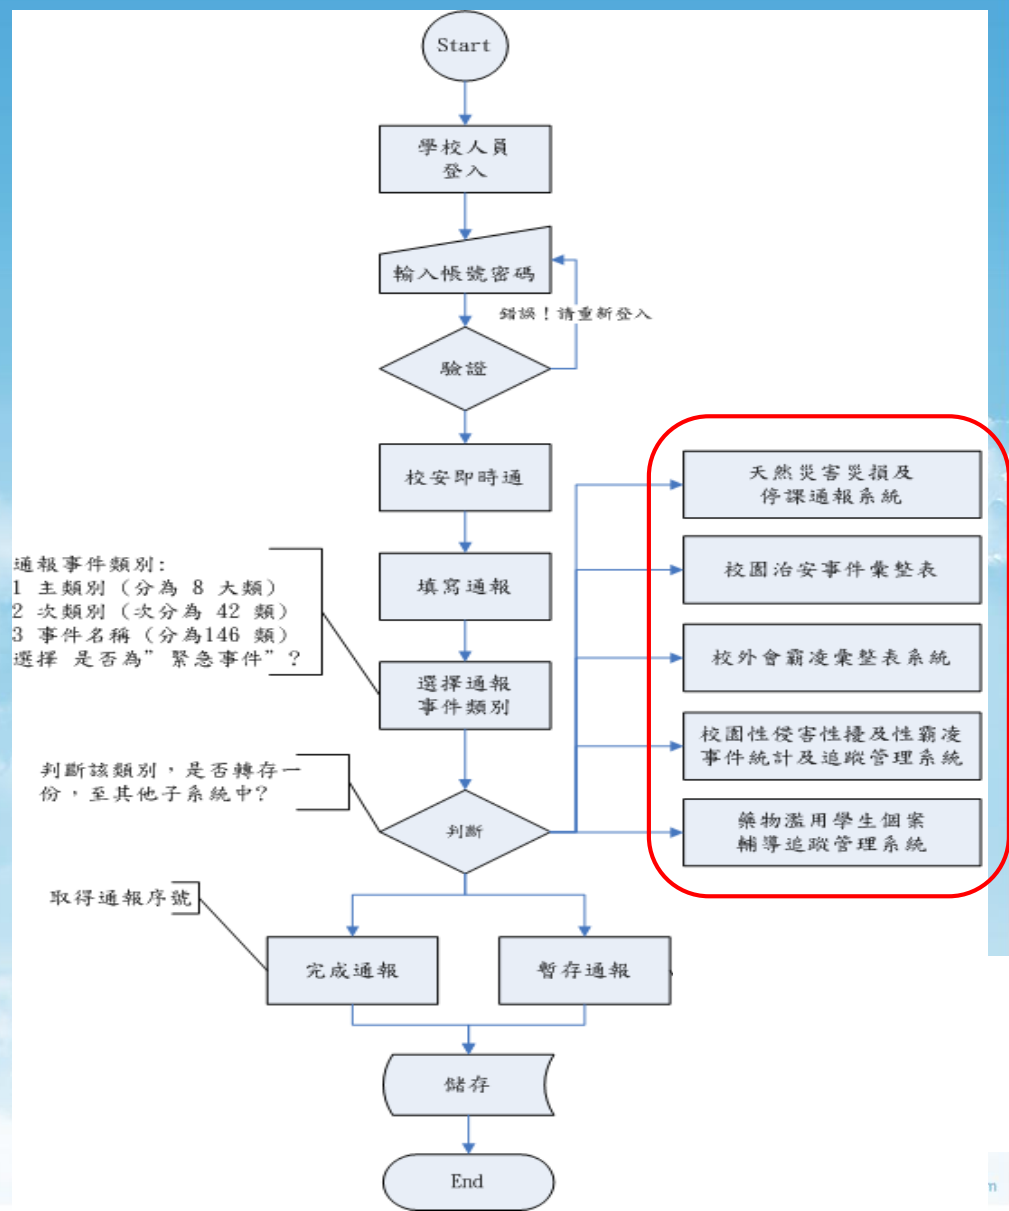 Start
學校人員
登入
輸入帳號密碼
錯誤！請重新登入
驗證
校安即時通
填寫通報
通報事件類別:
1 主類別 (分為 8 大類)
2 次類別 (次分為 42 類)
3 事件名稱 (分為146 類)
選擇 是否為” 緊急事件” ?
選擇通報
事件類別
判斷該類別，是否轉存一
份，至其他子系統中?
判斷
天然災害災損及
停課通報系統
校園治安事件彙整表
校外會霸凌彙整表系統
校園性侵害性擾及性霸凌
事件統計及追蹤管理系統
藥物濫用學生個案
輔導追蹤管理系統
取得通報序號
完成通報
暫存通報
儲存
End
m